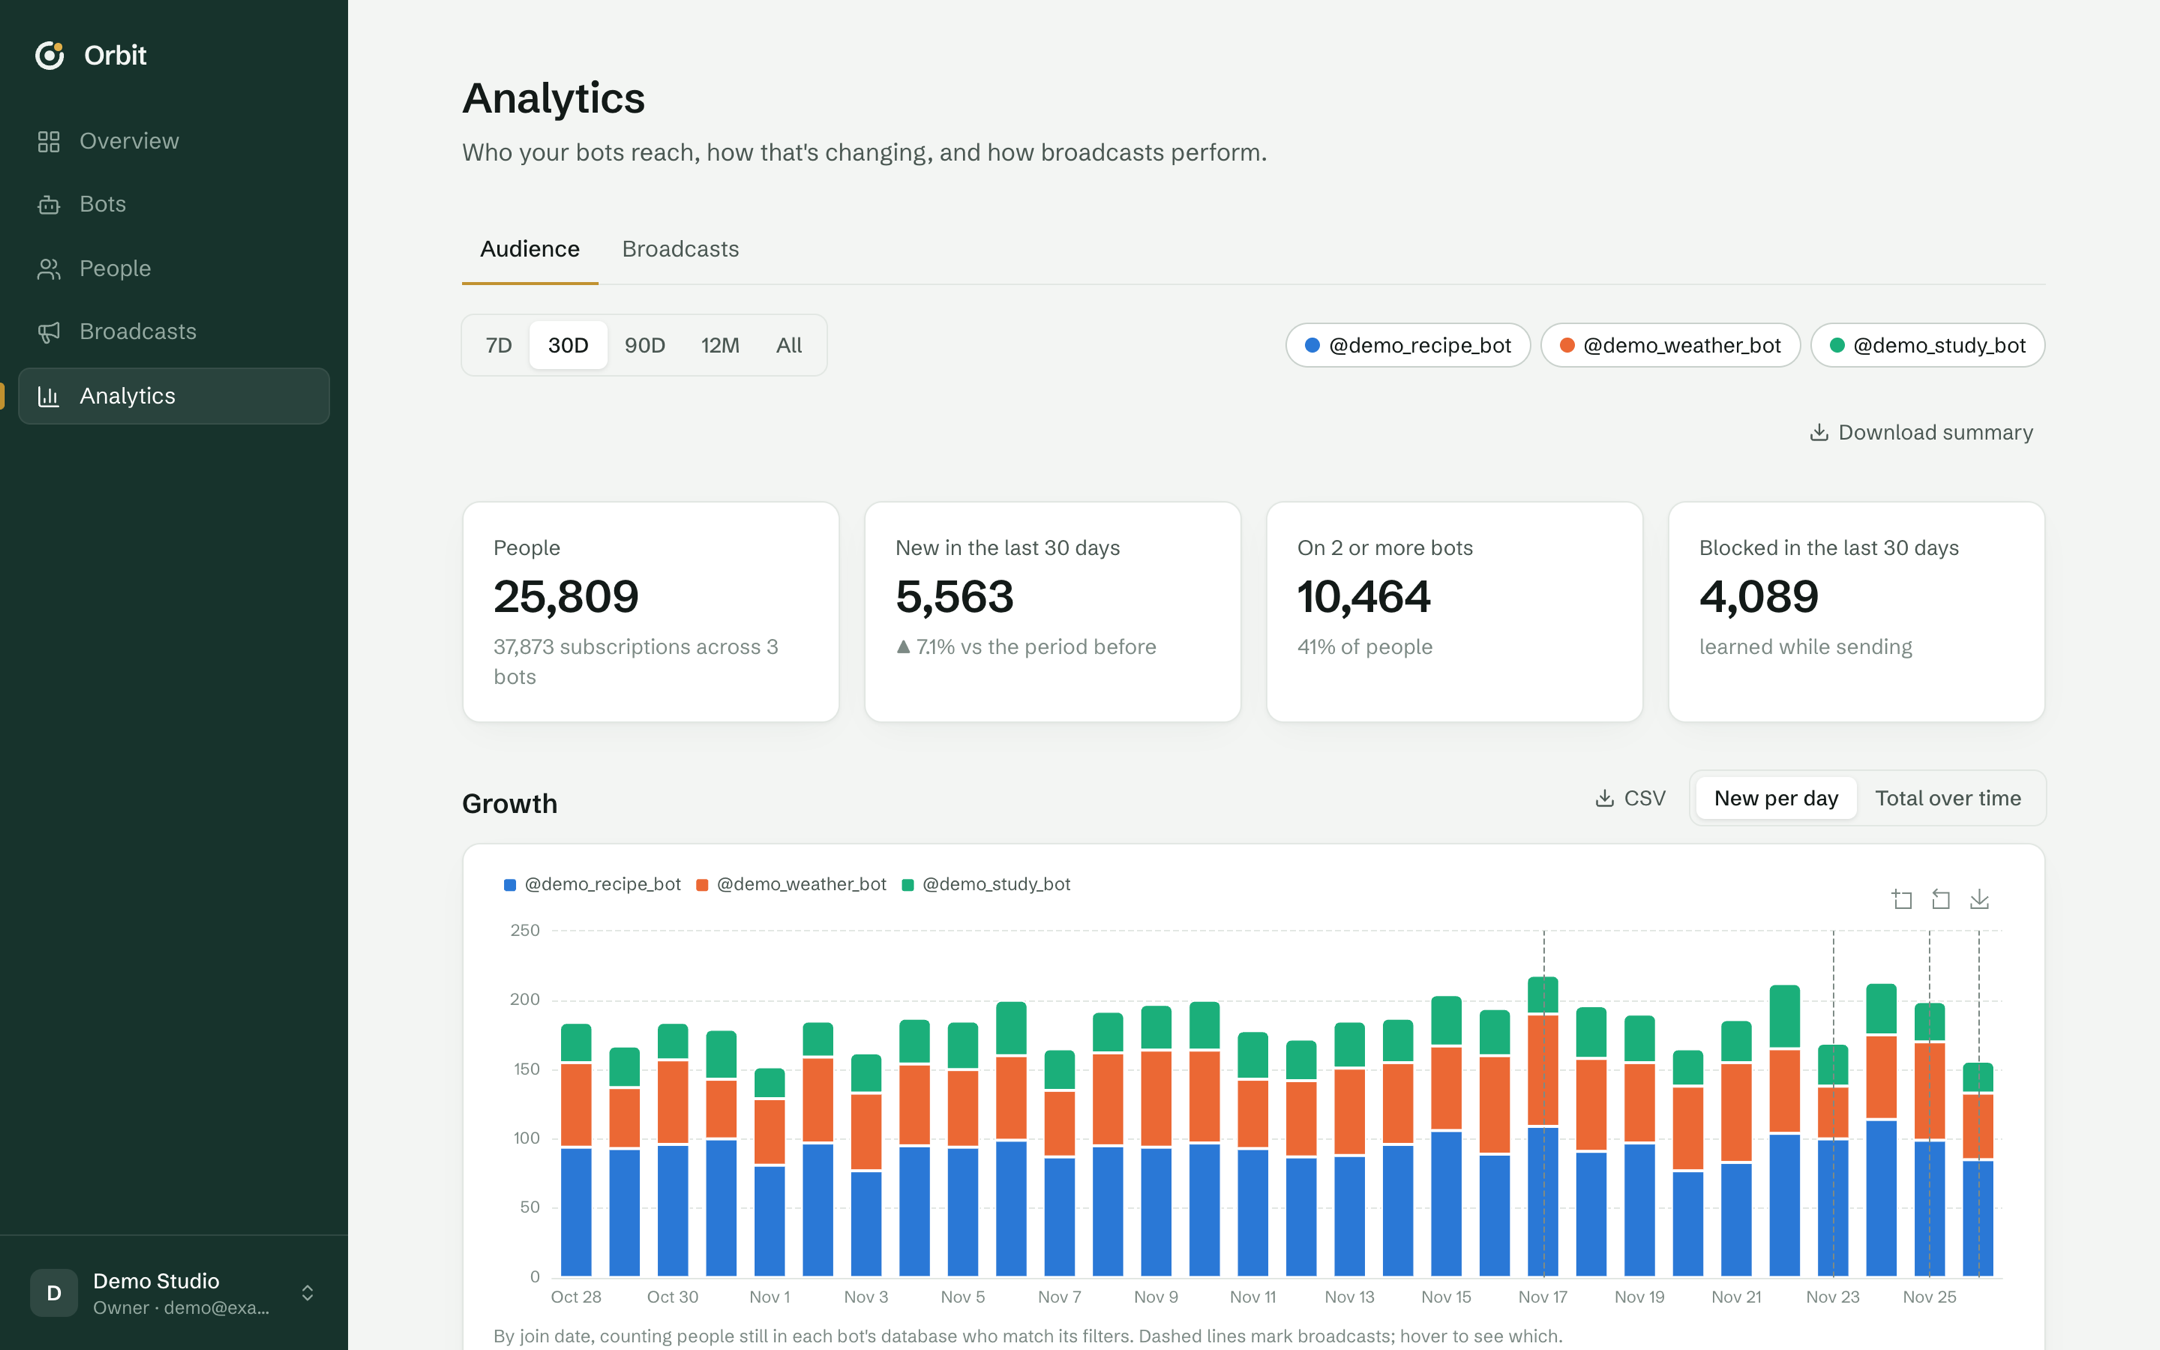 Orbit
Overview
Bots
People
Broadcasts
Analytics
D
Demo Studio
Owner · demo@exa...
Analytics
Who your bots reach, how that's changing, and how broadcasts perform.
Audience
Broadcasts
7D
30D
90D
12M
All
@demo_recipe_bot
@demo_weather_bot
@demo_study_bot
Download summary
People
25,809
37,873 subscriptions across 3
bots
New in the last 30 days
5,563
▲ 7.1% vs the period before
On 2 or more bots
10,464
41% of people
Blocked in the last 30 days
4,089
learned while sending
Growth
CSV
New per day
Total over time
@demo_recipe_bot
@demo_weather_bot
@demo_study_bot
250
200
150
100
50
0
Oct 28
Oct 30
Nov 1
Nov 3
Nov 5
Nov 7
Nov 9
Nov 11
Nov 13
Nov 15
Nov 17
Nov 19
Nov 21
Nov 23
Nov 25
By join date, counting people still in each bot's database who match its filters. Dashed lines mark broadcasts; hover to see which.